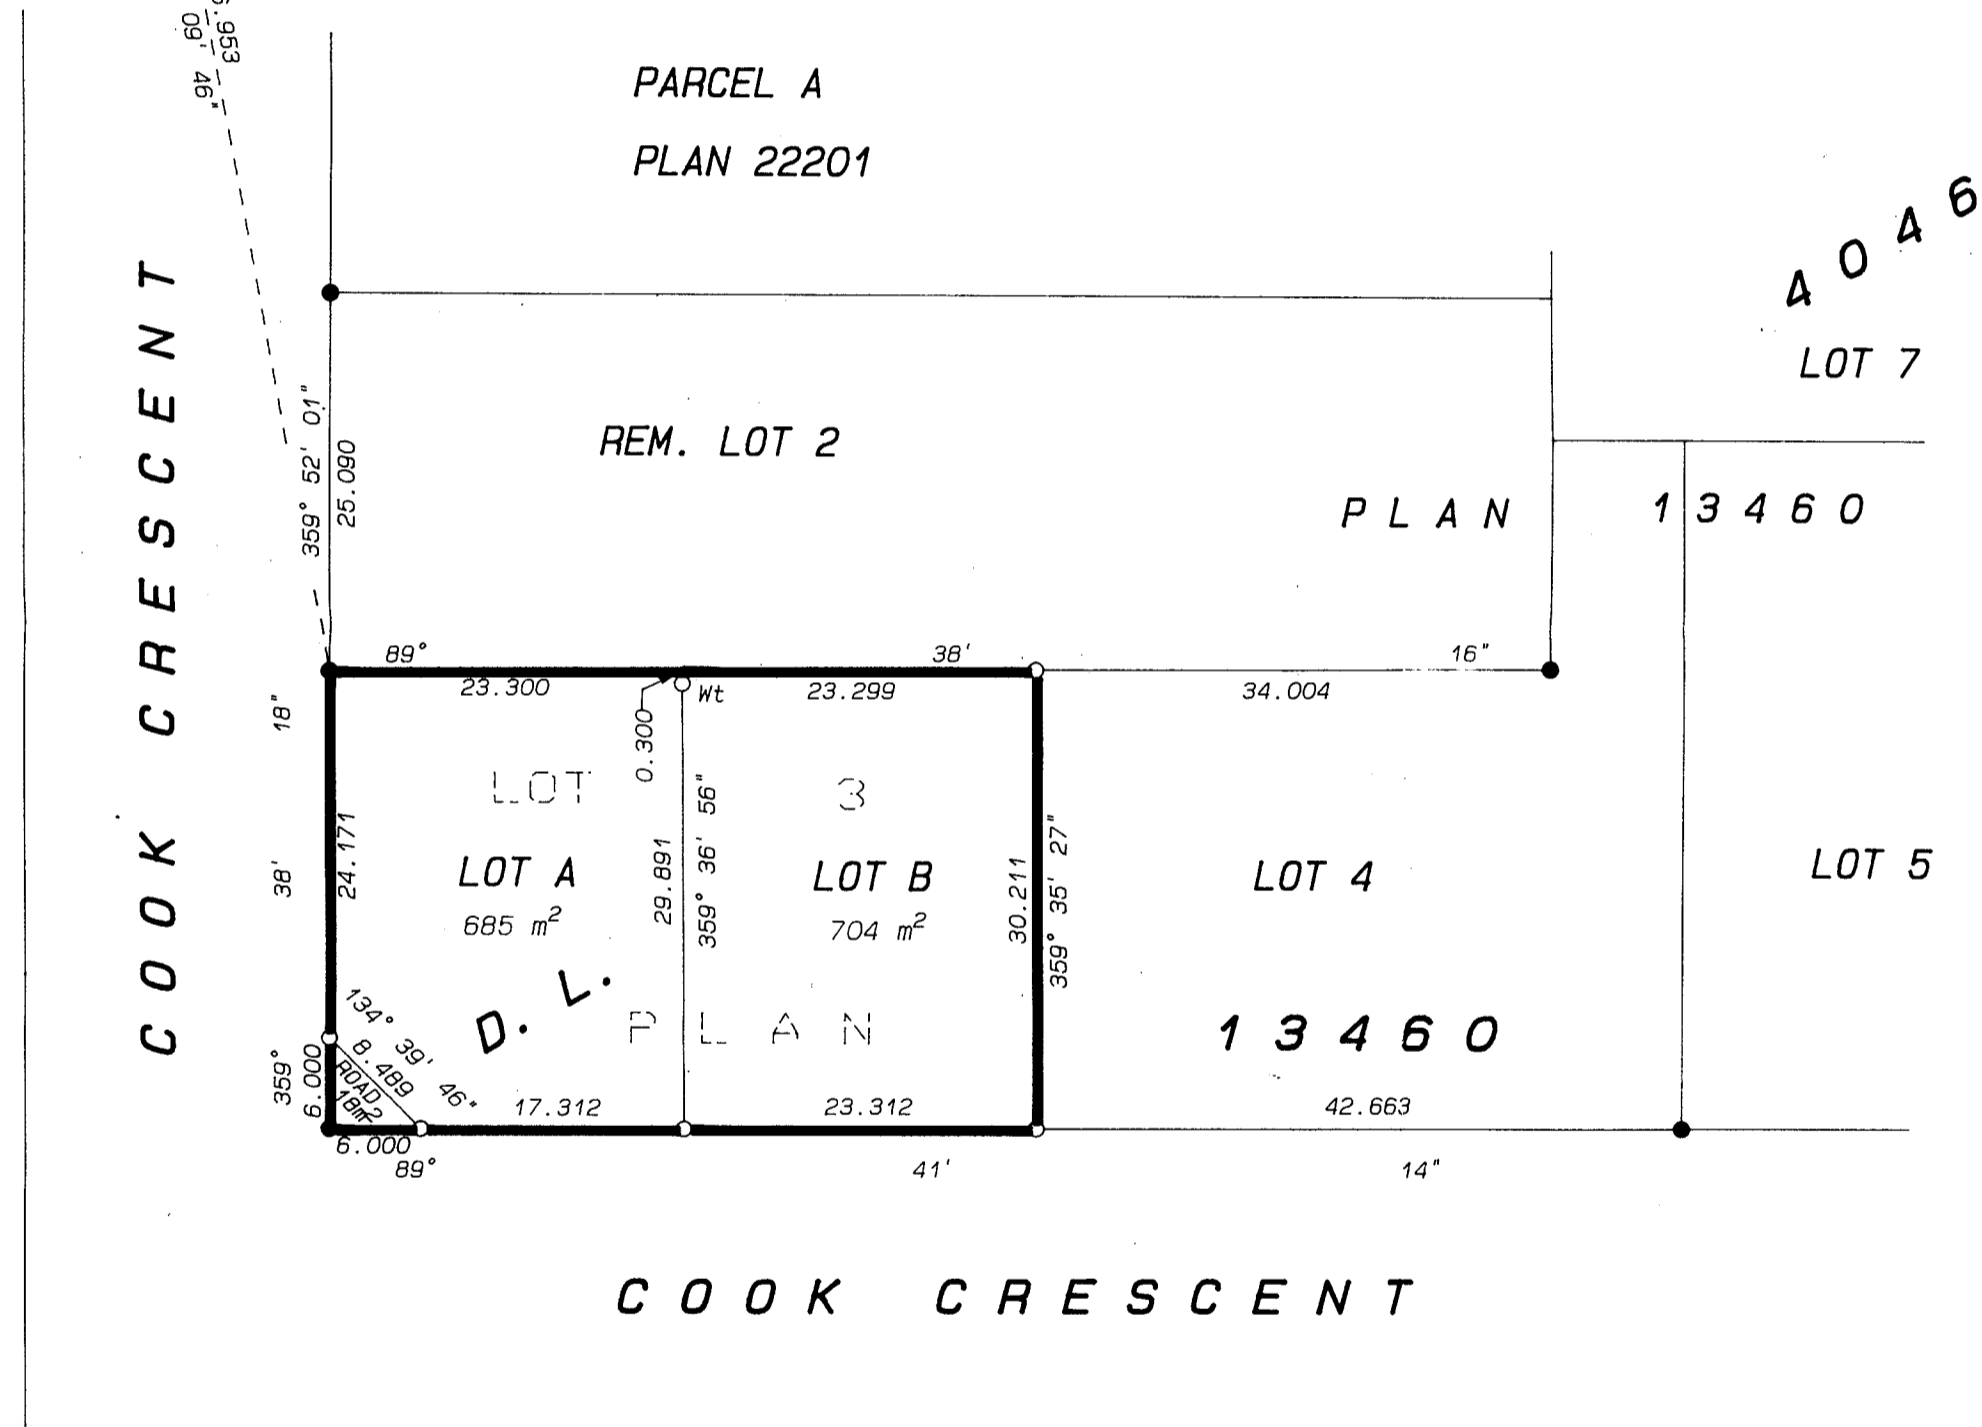 .953
09' 46"
PARCEL A
PLAN 22201
4046
LOT 7
COOK CRESCENT
359° 52' 01"
25.090
REM. LOT 2
PLAN 13460
89° 38' 16"
23.300
Wt
23.299
34.004
0.300
359° 38' 18"
24.171
LOT 3
LOT A
685 m²
29.891
359° 36' 56"
LOT B
704 m²
30.211
359° 35' 27"
LOT 4
LOT 5
D. L.
PLAN
13460
134° 39' 46"
8.489
ROAD
18m²
6.000
17.312
23.312
42.663
6.000
89° 41' 14"
COOK CRESCENT